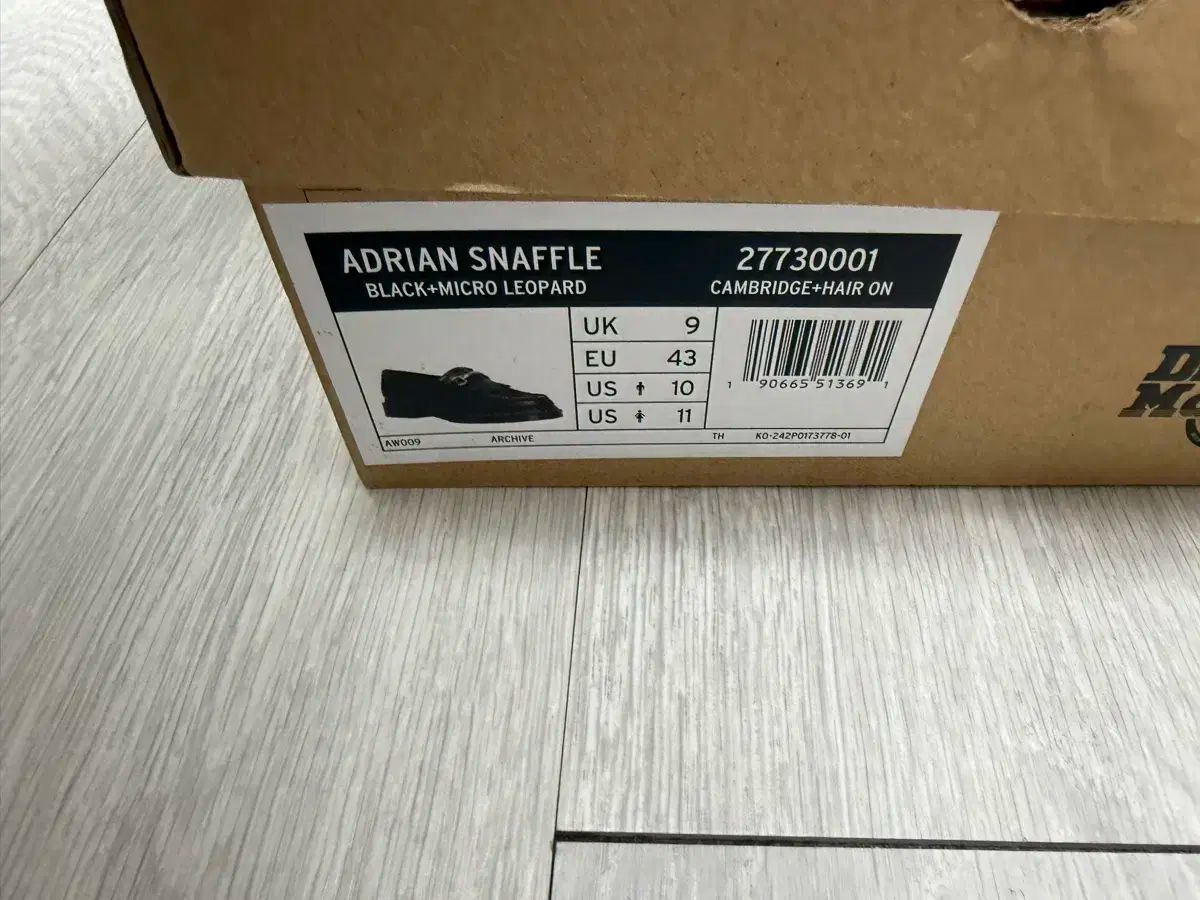 ADRIAN SNAFFLE
BLACK+MICRO LEOPARD
27730001
CAMBRIDGE+HAIR ON
UK 9
EU 43
US 10
US 11
1 90665 51369 1
AW009
ARCHIVE
TH
KO-242P0173778-01